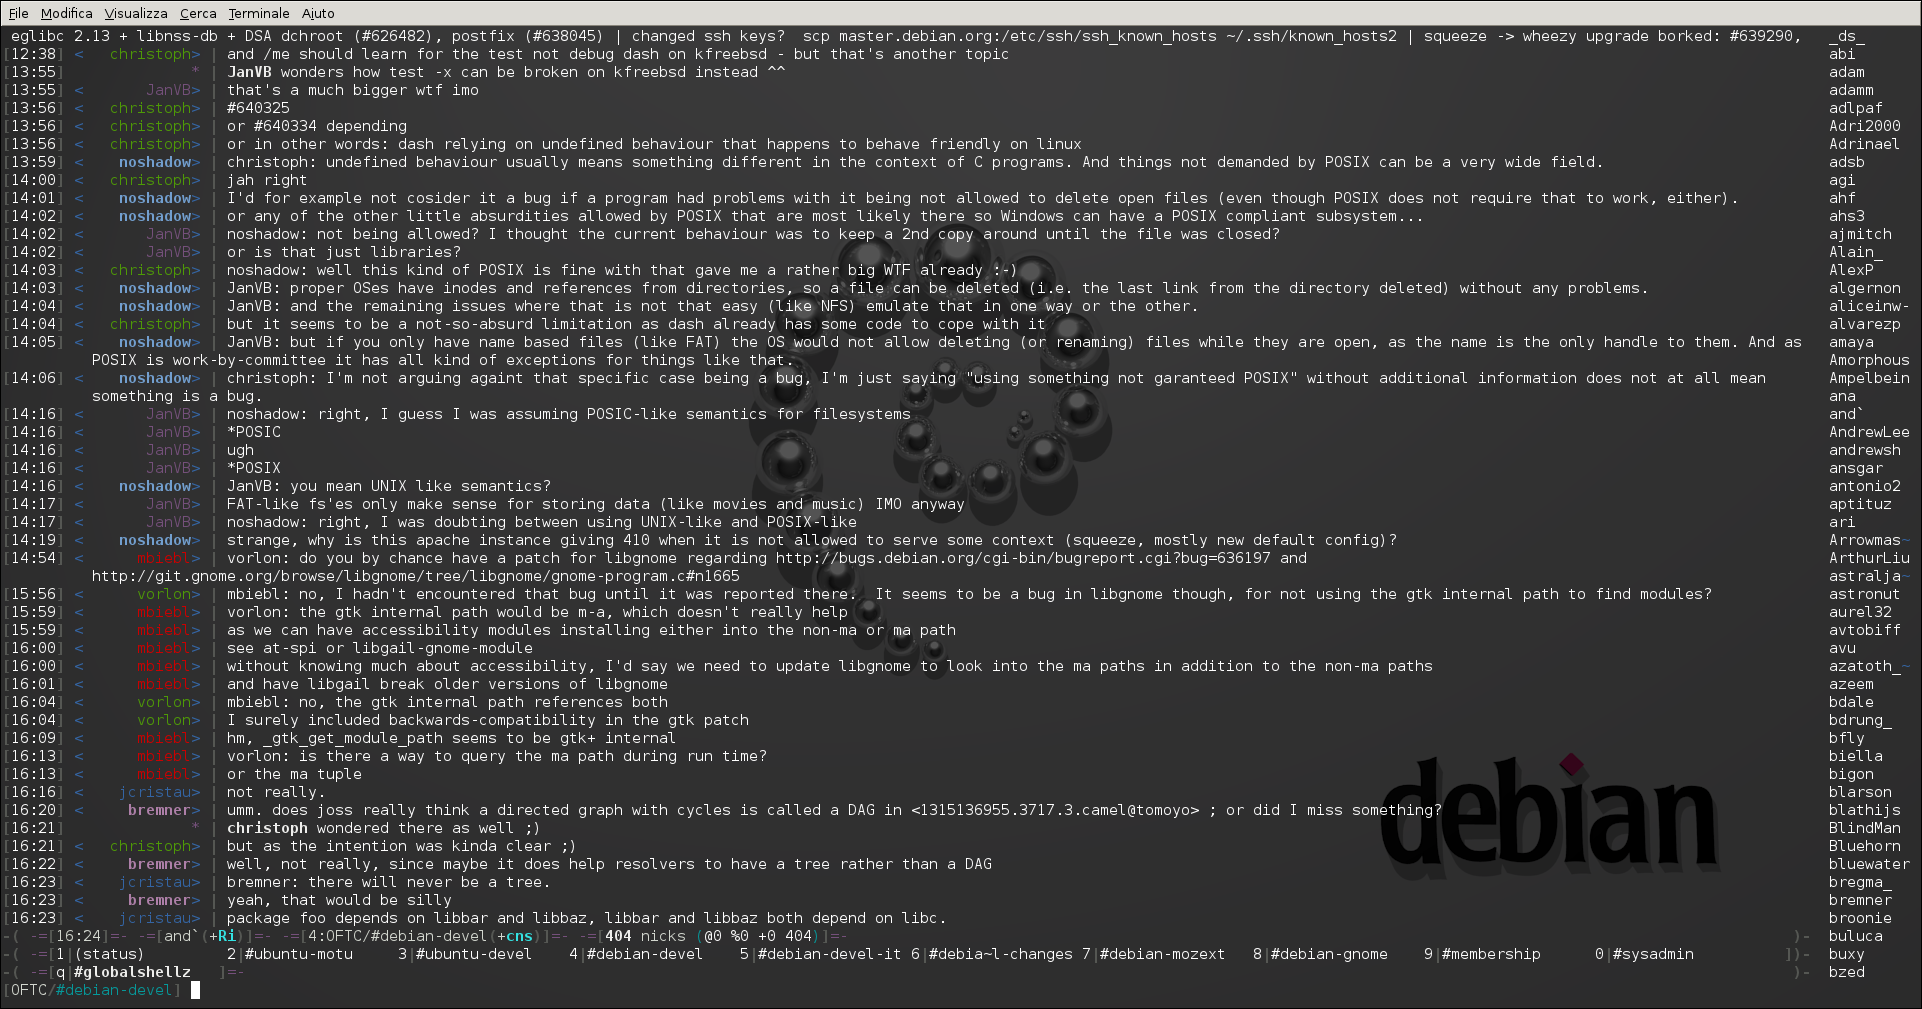 File Modifica Visualizza Cerca Terminale Aiuto
eglibc 2.13 + libnss-db + DSA dchroot (#626482), postfix (#638045) | changed ssh keys?  scp master.debian.org:/etc/ssh/ssh_known_hosts ~/.ssh/known_hosts2 | squeeze -> wheezy upgrade borked: #639290, _ds_
[12:38] < christoph> | and /me should learn for the test not debug dash on kfreebsd - but that's another topic abi
[13:55] * | JanVB wonders how test -x can be broken on kfreebsd instead ^^ adam
[13:55] < JanVB> | that's a much bigger wtf imo adamm
[13:56] < christoph> | #640325 adlpaf
[13:56] < christoph> | or #640334 depending Adri2000
[13:56] < christoph> | or in other words: dash relying on undefined behaviour that happens to behave friendly on linux Adrinael
[13:59] < noshadow> | christoph: undefined behaviour usually means something different in the context of C programs. And things not demanded by POSIX can be a very wide field. adsb
[14:00] < christoph> | jah right agi
[14:01] < noshadow> | I'd for example not cosider it a bug if a program had problems with it being not allowed to delete open files (even though POSIX does not require that to work, either). ahf
[14:02] < noshadow> | or any of the other little absurdities allowed by POSIX that are most likely there so Windows can have a POSIX compliant subsystem... ahs3
[14:02] < JanVB> | noshadow: not being allowed? I thought the current behaviour was to keep a 2nd copy around until the file was closed? ajmitch
[14:02] < JanVB> | or is that just libraries? Alain_
[14:03] < christoph> | noshadow: well this kind of POSIX is fine with that gave me a rather big WTF already :-) AlexP
[14:03] < noshadow> | JanVB: proper OSes have inodes and references from directories, so a file can be deleted (i.e. the last link from the directory deleted) without any problems. algernon
[14:04] < noshadow> | JanVB: and the remaining issues where that is not that easy (like NFS) emulate that in one way or the other. aliceinw-
[14:04] < christoph> | but it seems to be a not-so-absurd limitation as dash already has some code to cope with it alvarezp
[14:05] < noshadow> | JanVB: but if you only have name based files (like FAT) the OS would not allow deleting (or renaming) files while they are open, as the name is the only handle to them. And as amaya
POSIX is work-by-committee it has all kind of exceptions for things like that. Amorphous
[14:06] < noshadow> | christoph: I'm not arguing againt that specific case being a bug, I'm just saying "using something not garanteed POSIX" without additional information does not at all mean Ampelbein
something is a bug. ana
[14:16] < JanVB> | noshadow: right, I guess I was assuming POSIC-like semantics for filesystems and`
[14:16] < JanVB> | *POSIC AndrewLee
[14:16] < JanVB> | ugh andrewsh
[14:16] < JanVB> | *POSIX ansgar
[14:16] < noshadow> | JanVB: you mean UNIX like semantics? antonio2
[14:17] < JanVB> | FAT-like fs'es only make sense for storing data (like movies and music) IMO anyway aptituz
[14:17] < JanVB> | noshadow: right, I was doubting between using UNIX-like and POSIX-like ari
[14:19] < noshadow> | strange, why is this apache instance giving 410 when it is not allowed to serve some context (squeeze, mostly new default config)? Arrowmas~
[14:54] < mbiebl> | vorlon: do you by chance have a patch for libgnome regarding http://bugs.debian.org/cgi-bin/bugreport.cgi?bug=636197 and ArthurLiu
http://git.gnome.org/browse/libgnome/tree/libgnome/gnome-program.c#n1665 astralja~
[15:56] < vorlon> | mbiebl: no, I hadn't encountered that bug until it was reported there.  It seems to be a bug in libgnome though, for not using the gtk internal path to find modules? astronut
[15:59] < mbiebl> | vorlon: the gtk internal path would be m-a, which doesn't really help aurel32
[15:59] < mbiebl> | as we can have accessibility modules installing either into the non-ma or ma path avtobiff
[16:00] < mbiebl> | see at-spi or libgail-gnome-module avu
[16:00] < mbiebl> | without knowing much about accessibility, I'd say we need to update libgnome to look into the ma paths in addition to the non-ma paths azatoth_~
[16:01] < mbiebl> | and have libgail break older versions of libgnome azeem
[16:04] < vorlon> | mbiebl: no, the gtk internal path references both bdale
[16:04] < vorlon> | I surely included backwards-compatibility in the gtk patch bdrung_
[16:09] < mbiebl> | hm, _gtk_get_module_path seems to be gtk+ internal bfly
[16:13] < mbiebl> | vorlon: is there a way to query the ma path during run time? biella
[16:13] < mbiebl> | or the ma tuple bigon
[16:16] < jcristau> | not really. blarson
[16:20] < bremner> | umm. does joss really think a directed graph with cycles is called a DAG in <1315136955.3717.3.camel@tomoyo> ; or did I miss something? blathijs
[16:21] * | christoph wondered there as well ;) BlindMan
[16:21] < christoph> | but as the intention was kinda clear ;) Bluehorn
[16:22] < bremner> | well, not really, since maybe it does help resolvers to have a tree rather than a DAG bluewater
[16:23] < jcristau> | bremner: there will never be a tree. bregma_
[16:23] < bremner> | yeah, that would be silly bremner
[16:23] < jcristau> | package foo depends on libbar and libbaz, libbar and libbaz both depend on libc. broonie
-( -=[16:24]=- -=[and`(+Ri)]=- -=[4:OFTC/#debian-devel(+cns)]=- -=[404 nicks (@0 %0 +0 404)]=- )- buluca
-( -=[1|(status) 2|#ubuntu-motu 3|#ubuntu-devel 4|#debian-devel 5|#debian-devel-it 6|#debia~l-changes 7|#debian-mozext 8|#debian-gnome 9|#membership 0|#sysadmin ])- buxy
-( -=[q|#globalshellz ]=- )- bzed
[OFTC/#debian-devel]
debian